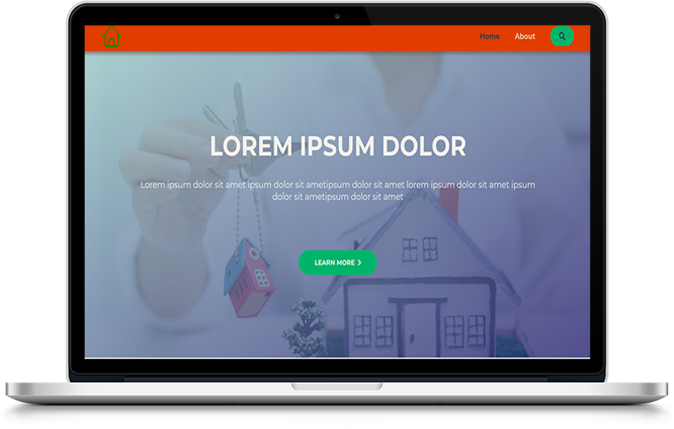 Home
About
LOREM IPSUM DOLOR
Lorem ipsum dolor sit amet ipsum dolor sit ametipsum dolor sit amet lorem ipsum dolor sit amet ipsum
dolor sit ametipsum dolor sit amet
LEARN MORE